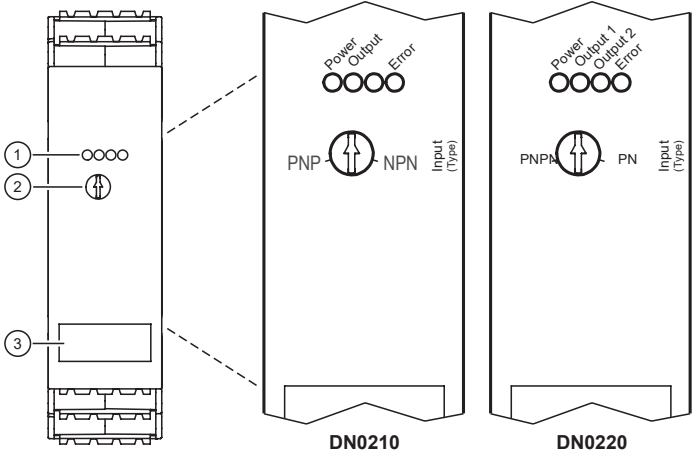 1
2
3
Power
Output
Error
PNP
NPN
Input
(Type)
DN0210
Power
Output 1
Output 2
Error
PNPN
PN
Input
(Type)
DN0220